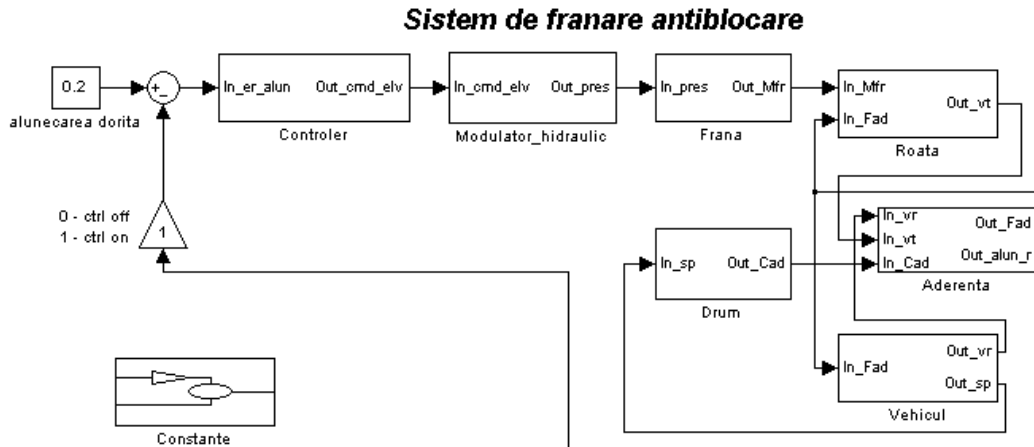 Sistem de franare antiblocare
0.2
alunecarea dorita
+
-
In_er_alun
Out_cmd_elv
Controler
In_cmd_elv
Out_pres
Modulator_hidraulic
In_pres
Out_Mfr
Frana
In_Mfr
In_Fad
Out_vt
Roata
0 - ctrl off
1 - ctrl on
1
In_sp
Out_Cad
Drum
In_vr
In_vt
In_Cad
Out_Fad
Out_alun_r
Aderenta
In_Fad
Out_vr
Out_sp
Vehicul
Constante